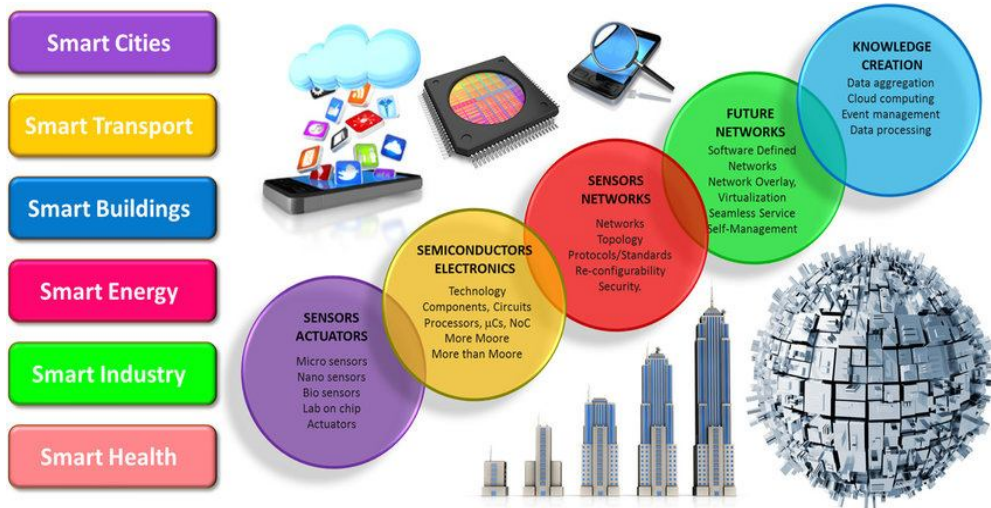 Smart Cities
Smart Transport
Smart Buildings
Smart Energy
Smart Industry
Smart Health
SENSORS
ACTUATORS
Micro sensors
Nano sensors
Bio sensors
Lab on chip
Actuators
SEMICONDUCTORS
ELECTRONICS
Technology
Components, Circuits
Processors, µCs, NoC
More Moore
More than Moore
SENSORS
NETWORKS
Networks
Topology
Protocols/Standards
Re-configurability
Security.
FUTURE
NETWORKS
Software Defined
Networks
Network Overlay,
Virtualization
Seamless Service
Self-Management
KNOWLEDGE
CREATION
Data aggregation
Cloud computing
Event management
Data processing